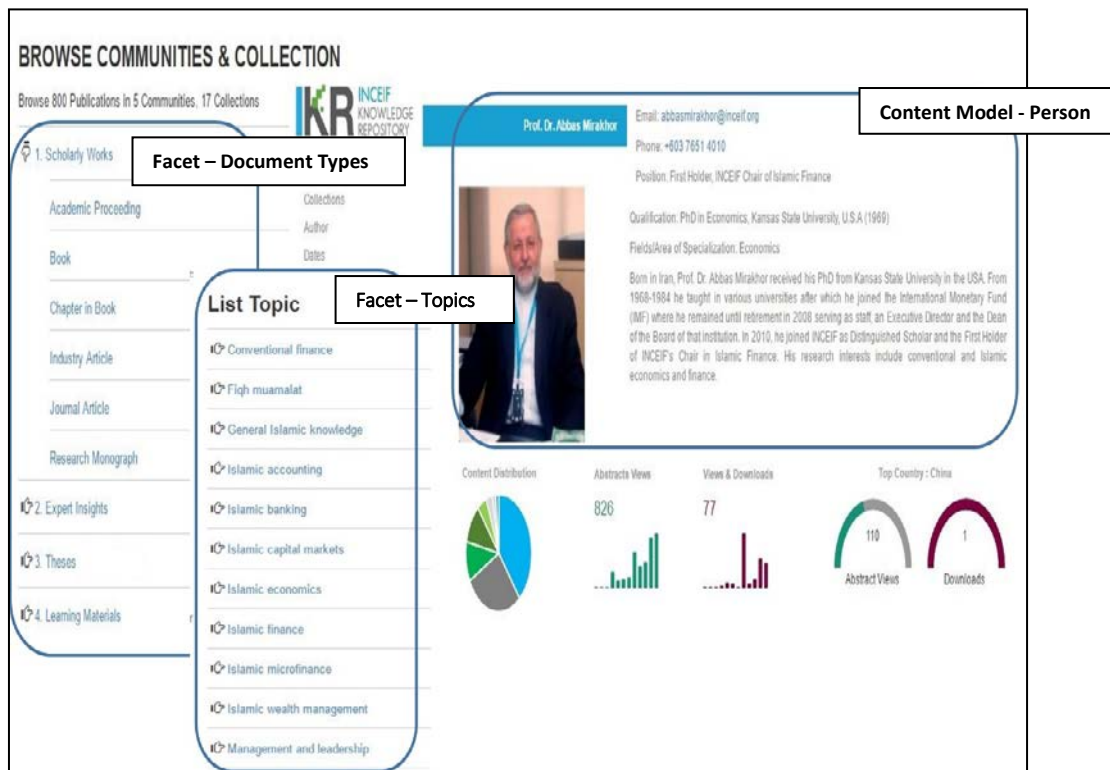 BROWSE COMMUNITIES & COLLECTION
Browse 800 Publications in 5 Communities, 17 Collections
1. Scholarly Works
Academic Proceeding
Book
Chapter in Book
Industry Article
Journal Article
Research Monograph
2. Expert Insights
3. Theses
4. Learning Materials
Facet – Document Types
IKR INCEIF
KNOWLEDGE
REPOSITORY
Collections
Author
Dates
List Topic
Facet – Topics
Conventional finance
Fiqh muamalat
General Islamic knowledge
Islamic accounting
Islamic banking
Islamic capital markets
Islamic economics
Islamic finance
Islamic microfinance
Islamic wealth management
Management and leadership
Content Model - Person
Prof. Dr. Abbas Mirakhor
Email: abbasmirakhor@inceif.org
Phone: +603 7651 4010
Position: First Holder, INCEIF Chair of Islamic Finance
Qualification: PhD in Economics, Kansas State University, U.S.A (1969)
Fields/Area of Specialization: Economics
Born in Iran, Prof. Dr. Abbas Mirakhor received his PhD from Kansas State University in the USA. From
1968-1984 he taught in various universities after which he joined the International Monetary Fund
(IMF) where he remained until retirement in 2008 serving as staff, an Executive Director and the Dean
of the Board of that institution. In 2010, he joined INCEIF as Distinguished Scholar and the First Holder
of INCEIF's Chair in Islamic Finance. His research interests include conventional and Islamic
economics and finance.
Content Distribution
Abstracts Views
826
Views & Downloads
77
Top Country : China
110
Abstract Views
1
Downloads